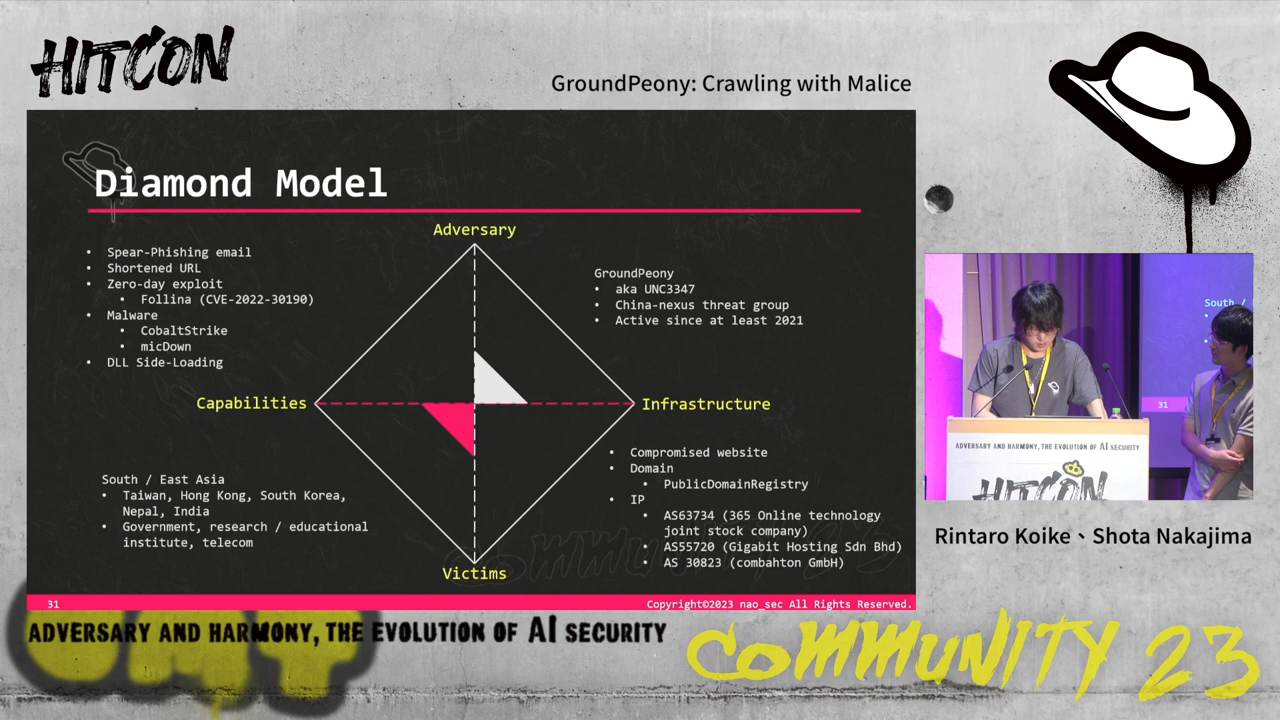 HITCON
GroundPeony: Crawling with Malice
Diamond Model
Adversary
• Spear-Phishing email
• Shortened URL
• Zero-day exploit
• Follina (CVE-2022-30190)
• Malware
• CobaltStrike
• micDown
• DLL Side-Loading
GroundPeony
• aka UNC3347
• China-nexus threat group
• Active since at least 2021
Capabilities
Infrastructure
South / East Asia
• Taiwan, Hong Kong, South Korea,
Nepal, India
• Government, research / educational
institute, telecom
• Compromised website
• Domain
• PublicDomainRegistry
• IP
• AS63734 (365 Online technology
joint stock company)
• AS55720 (Gigabit Hosting Sdn Bhd)
• AS 30823 (combahton GmbH)
Victims
31
Copyright©2023 nao_sec All Rights Reserved.
South /
31
ADVERSARY AND HARMONY, THE EVOLUTION OF AI SECURITY
HITCON
Rintaro Koike、Shota Nakajima
ADVERSARY AND HARMONY, THE EVOLUTION OF AI SECURITY
COMMUNITY 23